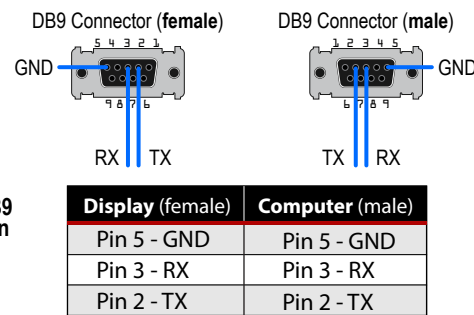 DB9 Connector (female)
5 4 3 2 1
GND
9 8 7 6
RX TX
DB9 Connector (male)
1 2 3 4 5
GND
6 7 8 9
TX RX
Display (female) Computer (male)
Pin 5 - GND Pin 5 - GND
Pin 3 - RX Pin 3 - RX
Pin 2 - TX Pin 2 - TX